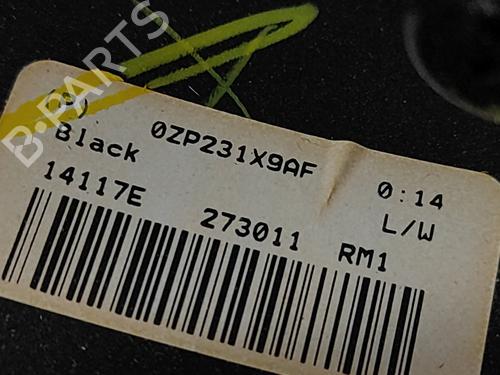 B-PARTS
(P) 0ZP231X9AF 0:14
Black L/W
14117E 273011 RM1